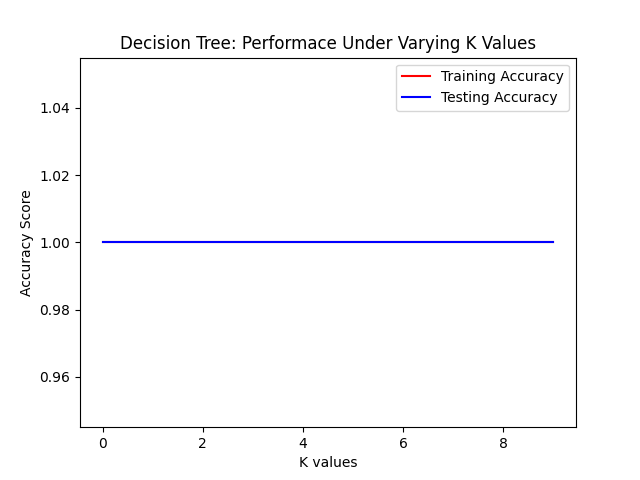 Decision Tree: Performace Under Varying K Values
Training Accuracy
Testing Accuracy
1.04
1.02
1.00
0.98
0.96
Accuracy Score
0 2 4 6 8
K values